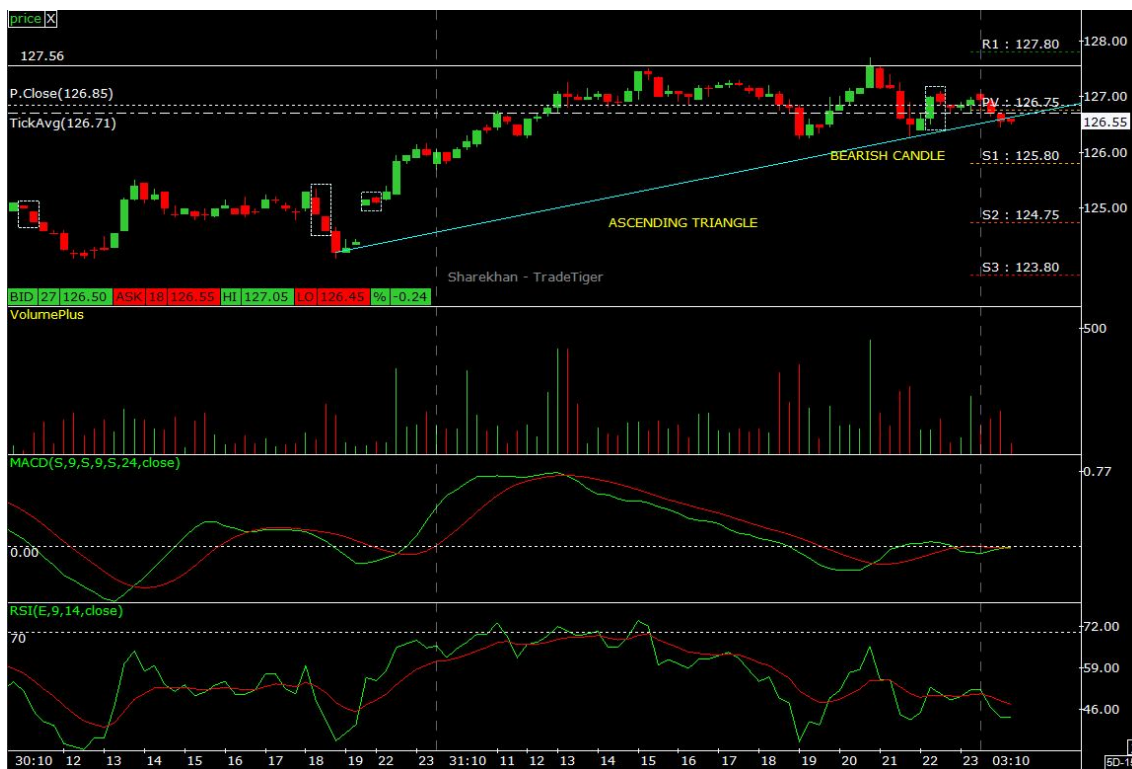 price X
R1 : 127.80
128.00
127.56
P.Close(126.85)
127.00
PV : 126.75
TickAvg(126.71)
126.55
BEARISH CANDLE
S1 : 125.80
126.00
125.00
ASCENDING TRIANGLE
S2 : 124.75
S3 : 123.80
Sharekhan - TradeTiger
BID 27 126.50 ASK 18 126.55 HI 127.05 LO 126.45 % -0.24
VolumePlus
500
MACD(S,9,S,9,S,24,close)
0.77
0.00
RSI(E,9,14,close)
70
72.00
59.00
46.00
30:10 12 13 14 15 16 17 18 19 22 23 31:10 11 12 13 14 15 16 17 18 19 20 21 22 23 03:10